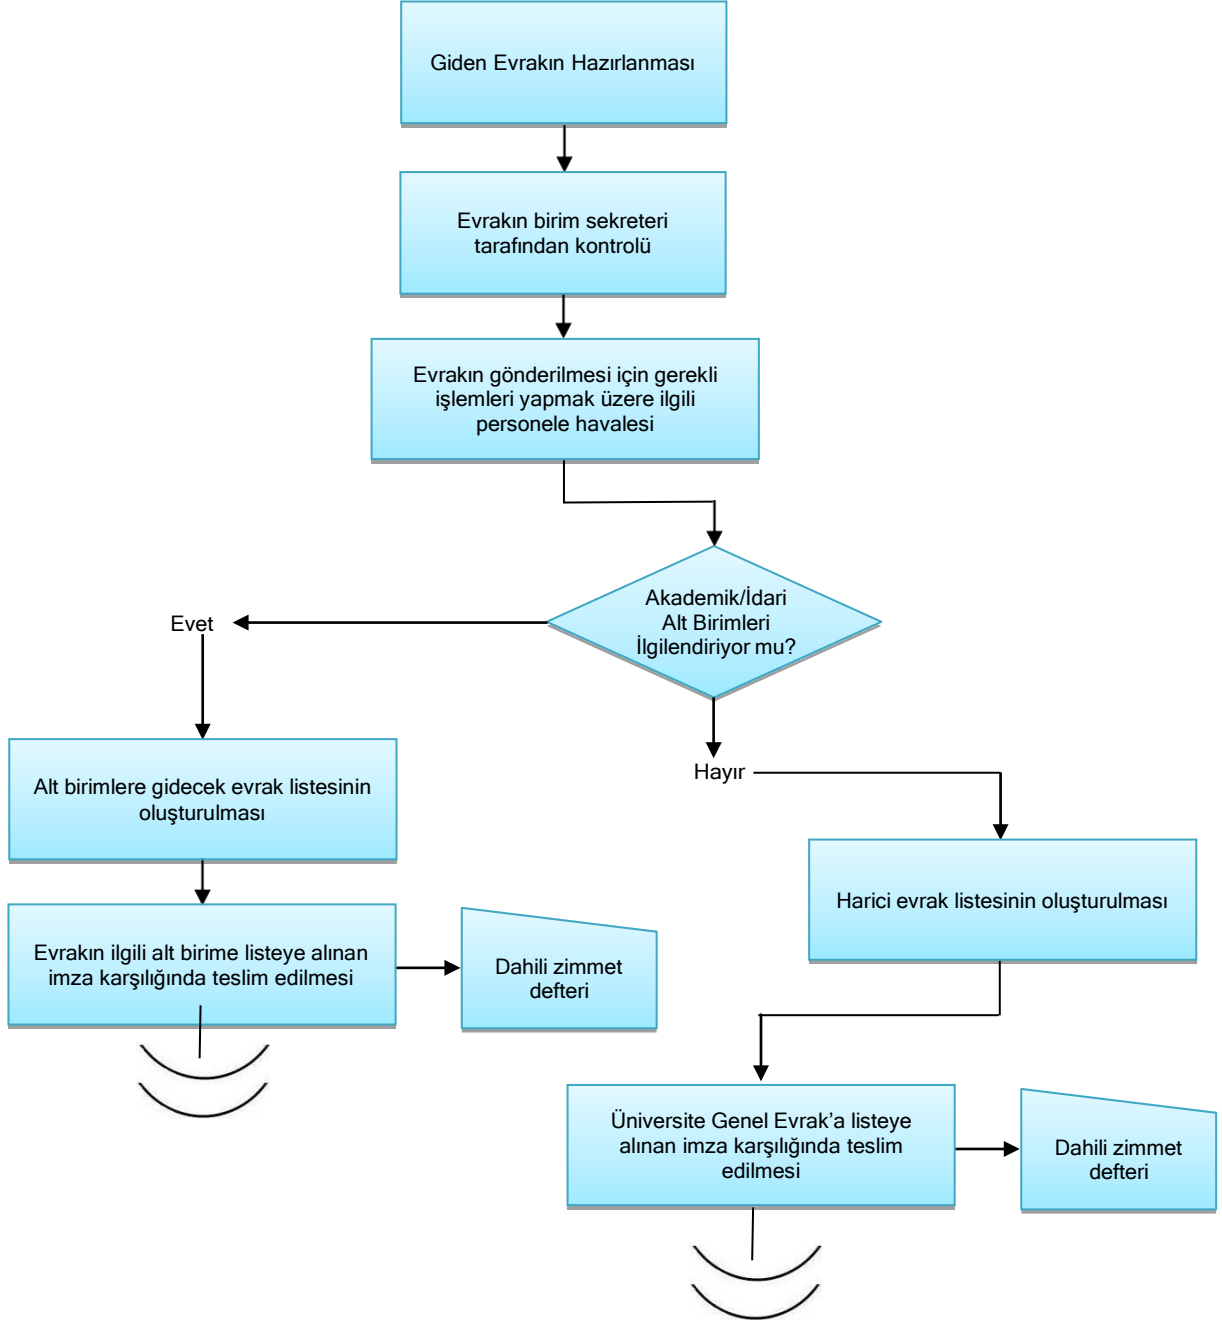 Giden Evrakın Hazırlanması
Evrakın birim sekreteri
tarafından kontrolü
Evrakın gönderilmesi için gerekli
işlemleri yapmak üzere ilgili
personele havalesi
Akademik/İdari
Alt Birimleri
İlgilendiriyor mu?
Evet
Hayır
Alt birimlere gidecek evrak listesinin
oluşturulması
Harici evrak listesinin oluşturulması
Evrakın ilgili alt birime listeye alınan
imza karşılığında teslim edilmesi
Dahili zimmet
defteri
Üniversite Genel Evrak’a listeye
alınan imza karşılığında teslim
edilmesi
Dahili zimmet
defteri